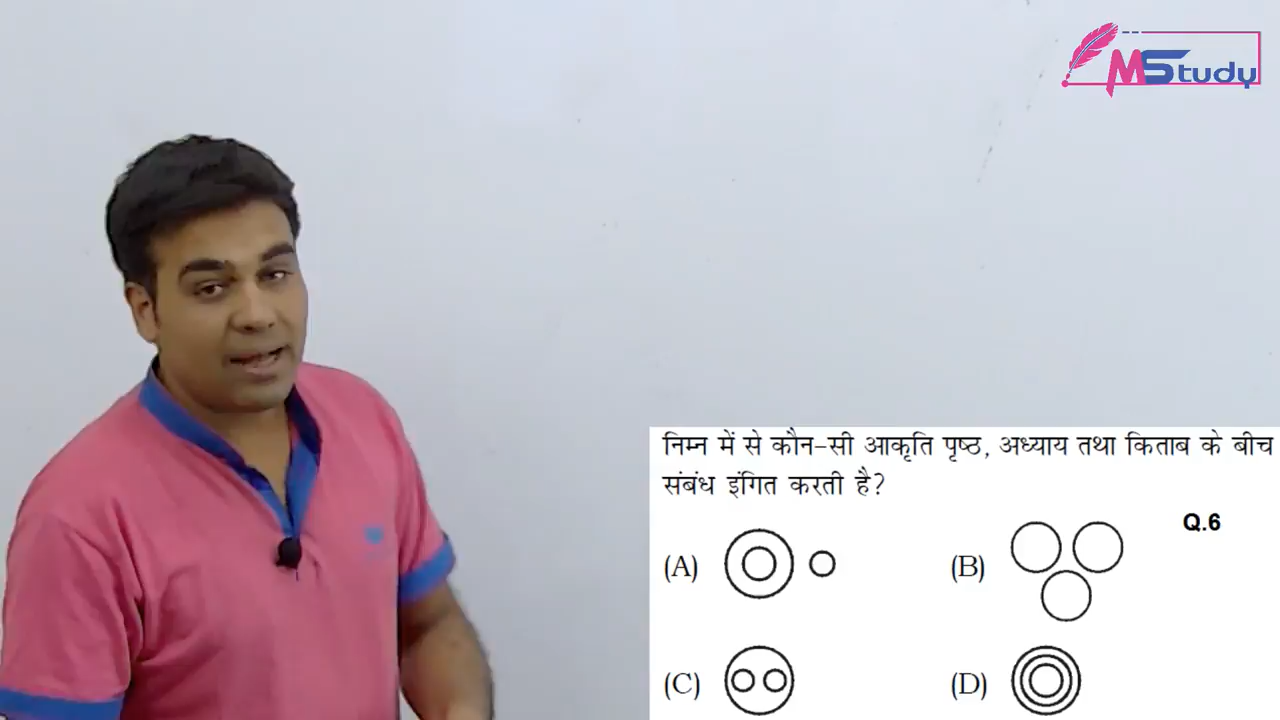 MStudy
निम्न में से कौन-सी आकृति पृष्ठ, अध्याय तथा किताब के बीच
संबंध इंगित करती है?
Q.6
(A)
(B)
(C)
(D)